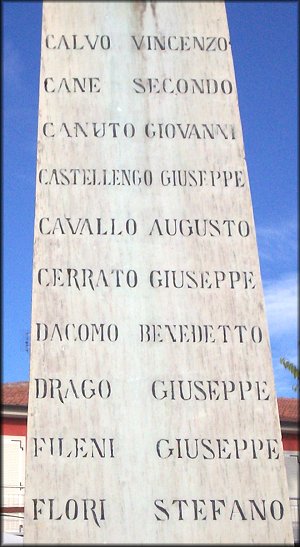 CALVO VINCENZO
CANE SECONDO
CANUTO GIOVANNI
CASTELLENGO GIUSEPPE
CAVALLO AUGUSTO
CERRATO GIUSEPPE
DACOMO BENEDETTO
DRAGO GIUSEPPE
FILENI GIUSEPPE
FLORI STEFANO